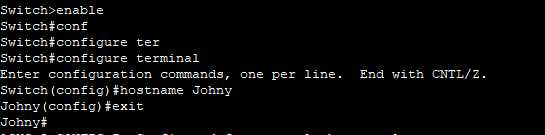 Switch>enable
Switch#conf
Switch#configure ter
Switch#configure terminal
Enter configuration commands, one per line.  End with CNTL/Z.
Switch(config)#hostname Johny
Johny(config)#exit
Johny#